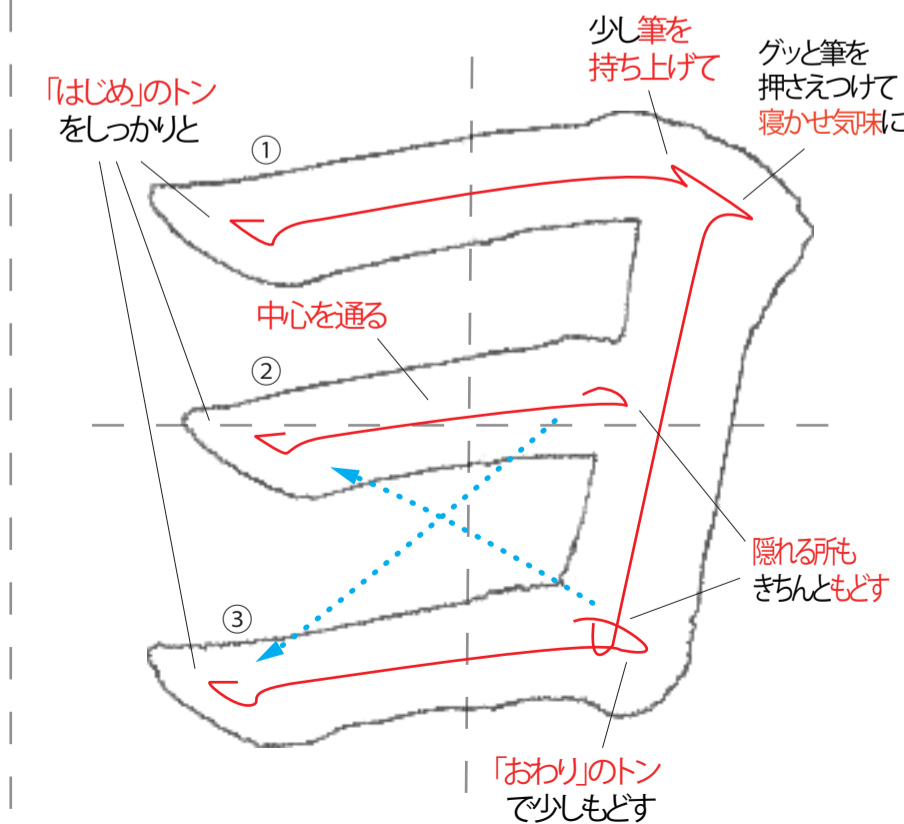 少し筆を
持ち上げて
グッと筆を
押さえつけて
寝かせ気味に
「はじめ」のトン
をしっかりと
①
中心を通る
②
隠れる所も
きちんともどす
③
「おわり」のトン
で少しもどす